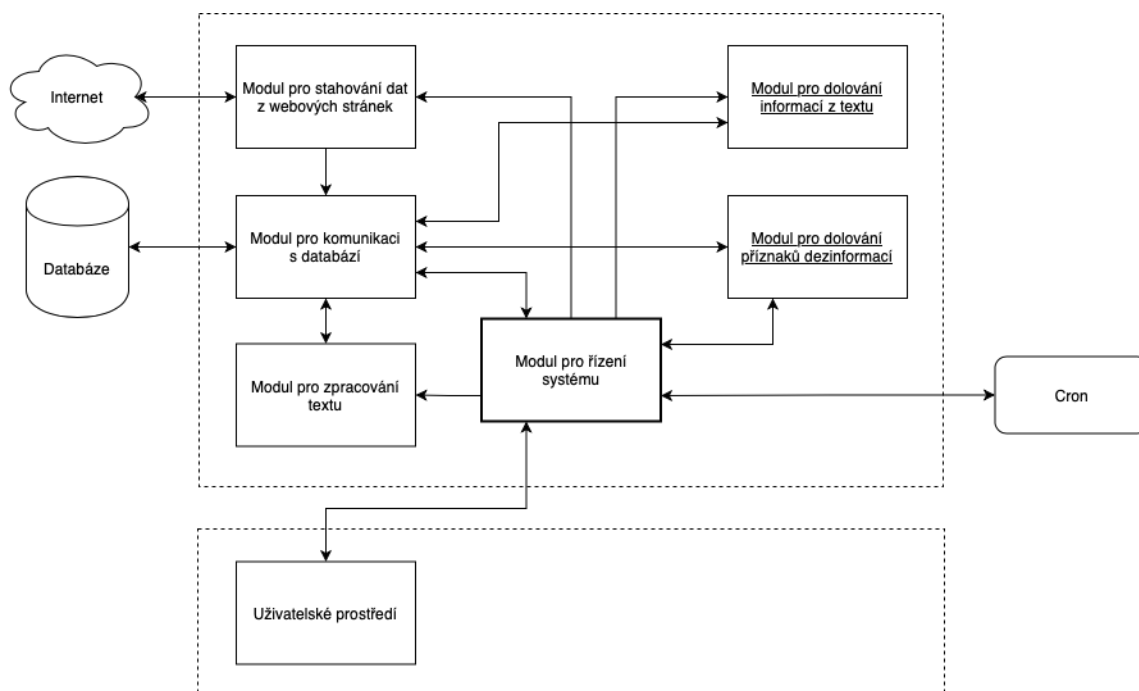 Internet
Modul pro stahování dat
z webových stránek
Modul pro dolování
informací z textu
Databáze
Modul pro komunikaci
s databází
Modul pro dolování
příznaků dezinformací
Modul pro zpracování
textu
Modul pro řízení
systému
Cron
Uživatelské prostředí